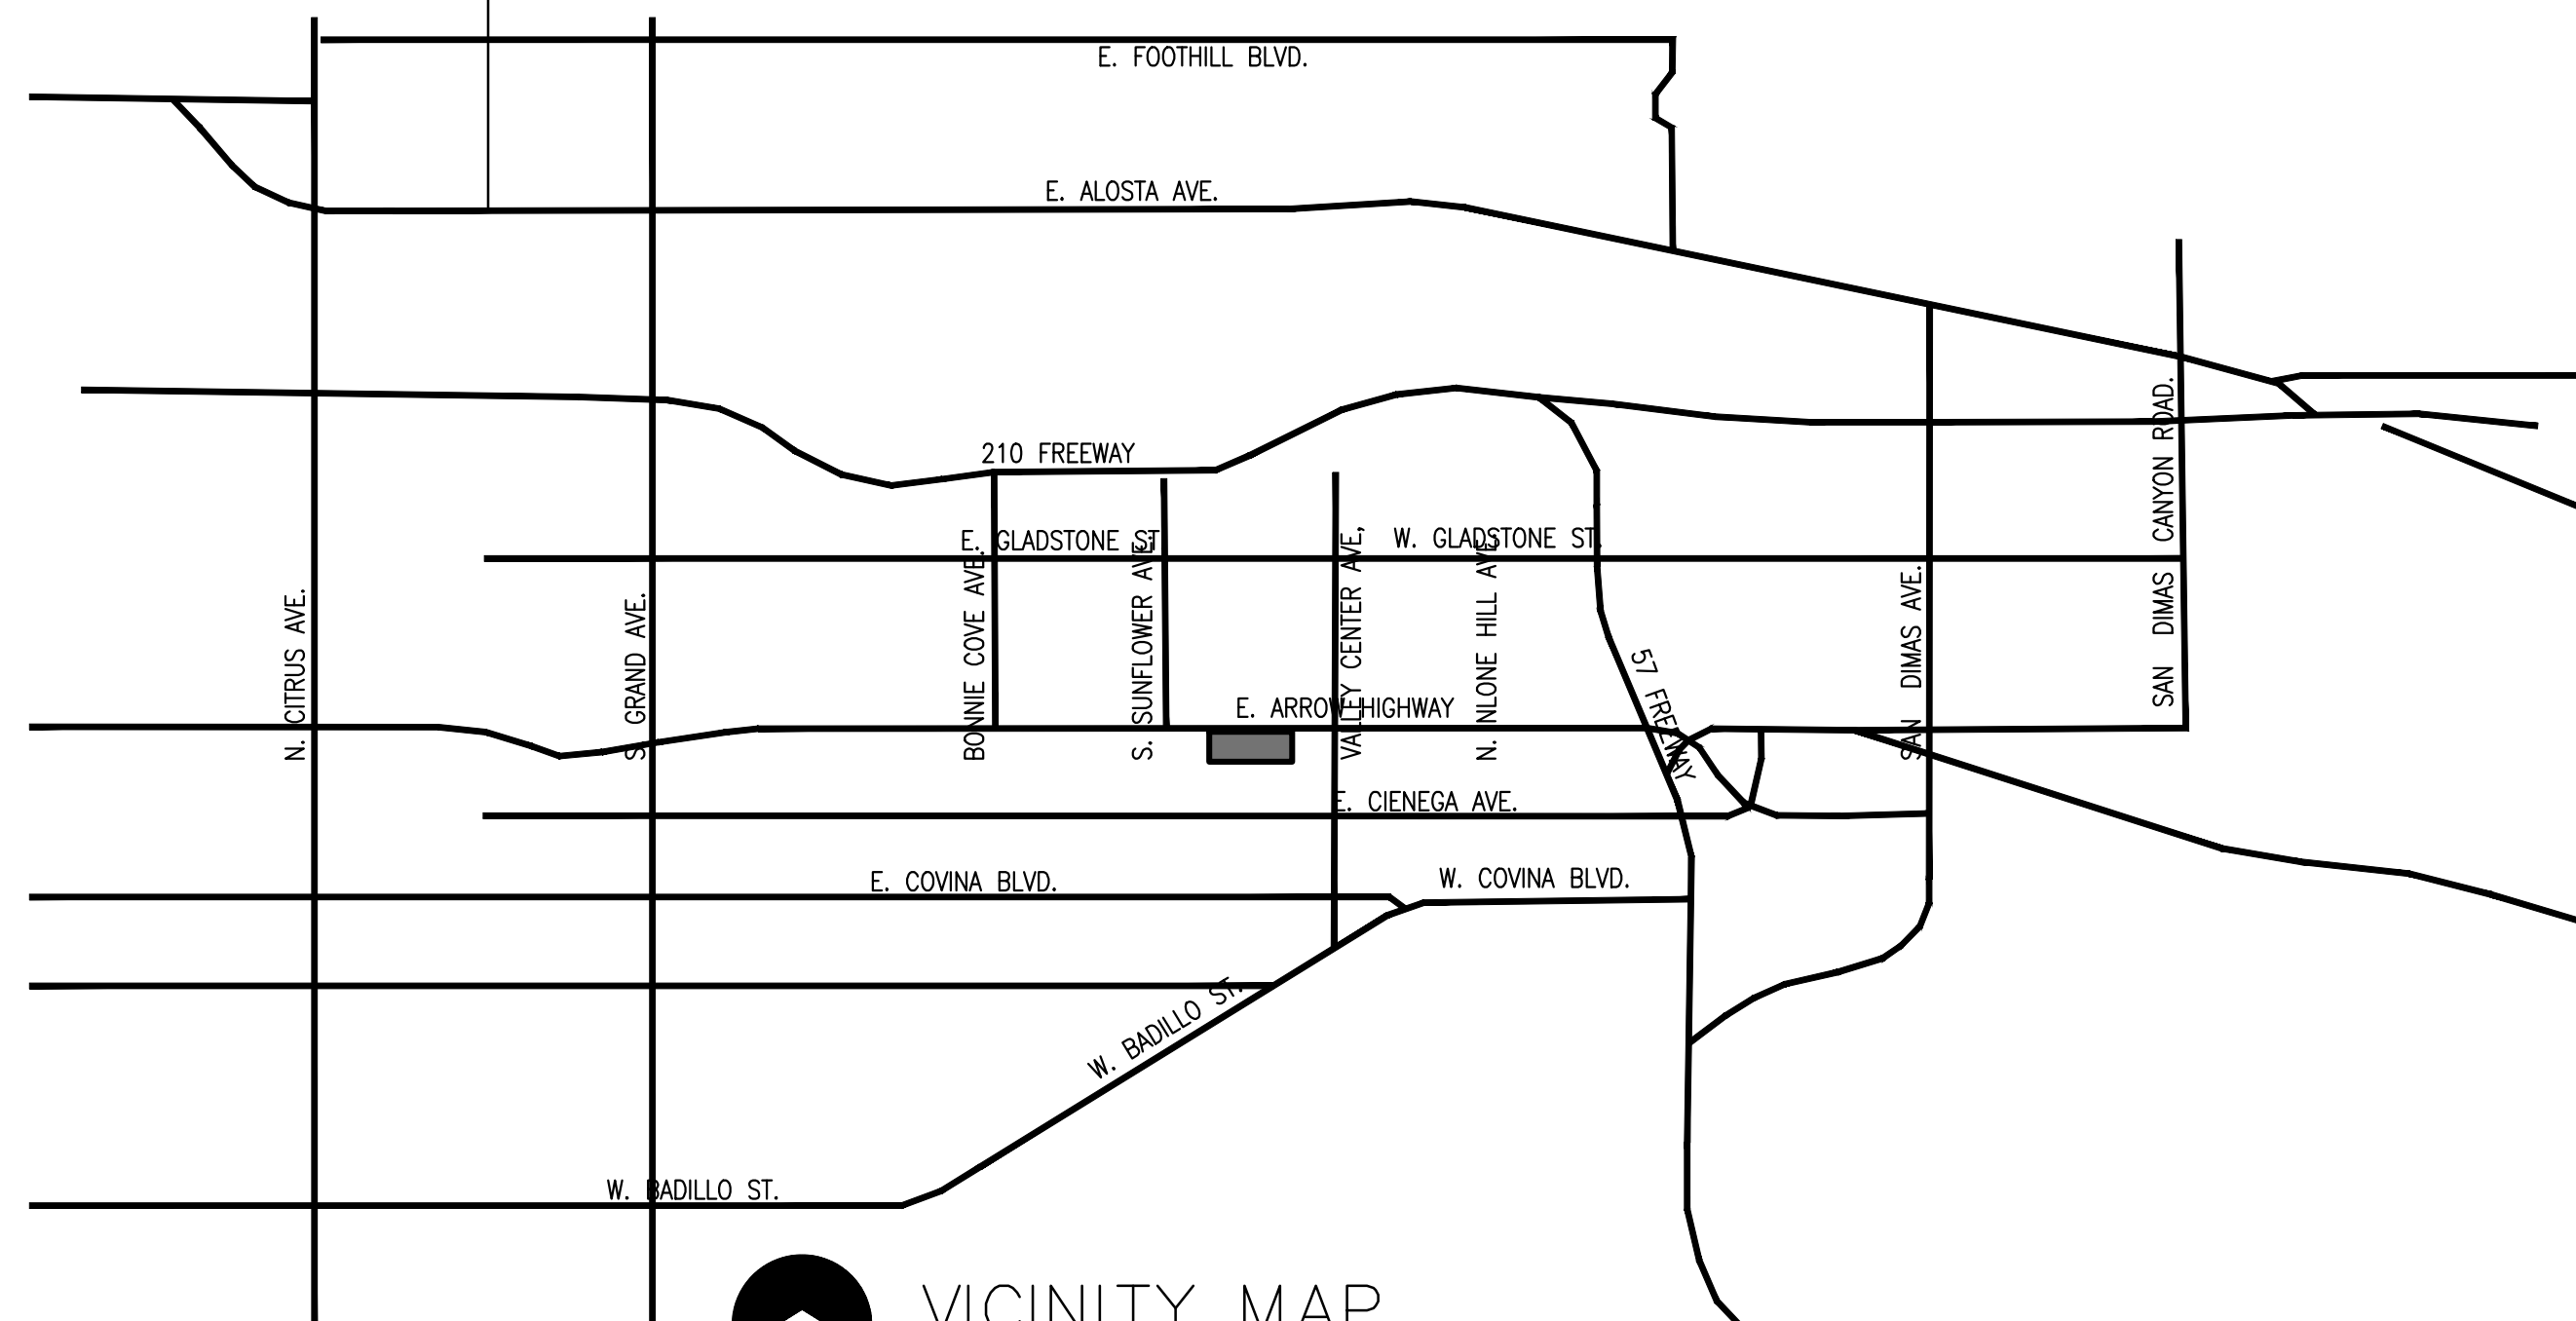 E. FOOTHILL BLVD.
E. ALOSTA AVE.
210 FREEWAY
E. GLADSTONE ST.
W. GLADSTONE ST.
N. CITRUS AVE.
S. GRAND AVE.
BONNIE COVE AVE.
S. SUNFLOWER AVE.
VALLEY CENTER AVE,
N. NLONE HILL AVE.
57 FREEWAY
SAN DIMAS AVE.
SAN DIMAS CANYON ROAD.
E. ARROW HIGHWAY
E. CIENEGA AVE.
E. COVINA BLVD.
W. COVINA BLVD.
W. BADILLO ST.
W. BADILLO ST.
VICINITY MAP